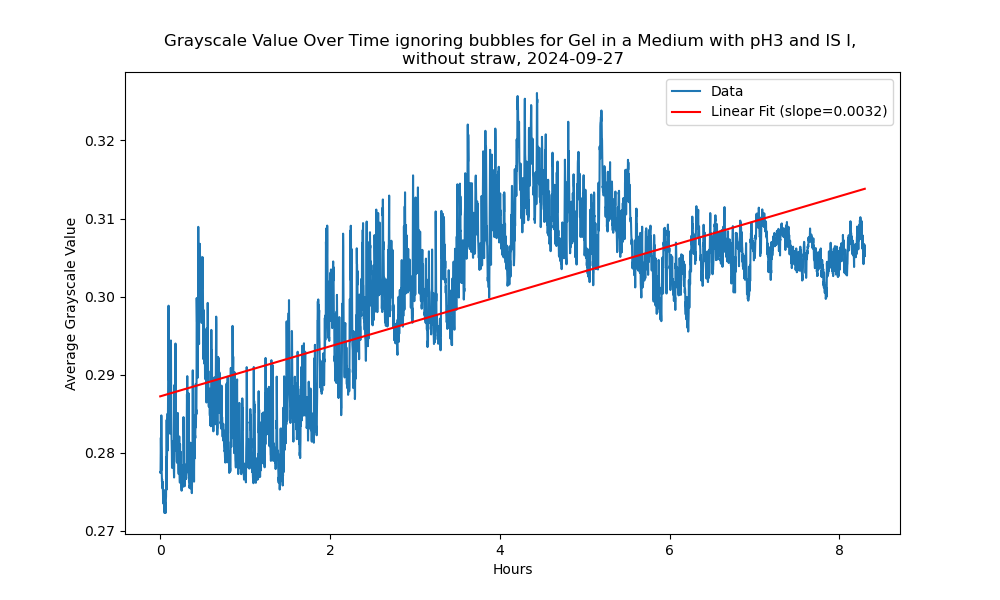 Grayscale Value Over Time ignoring bubbles for Gel in a Medium with pH3 and IS I,
without straw, 2024-09-27
Data
Linear Fit (slope=0.0032)
0.32
0.31
0.30
0.29
0.28
0.27
Average Grayscale Value
0
2
4
6
8
Hours